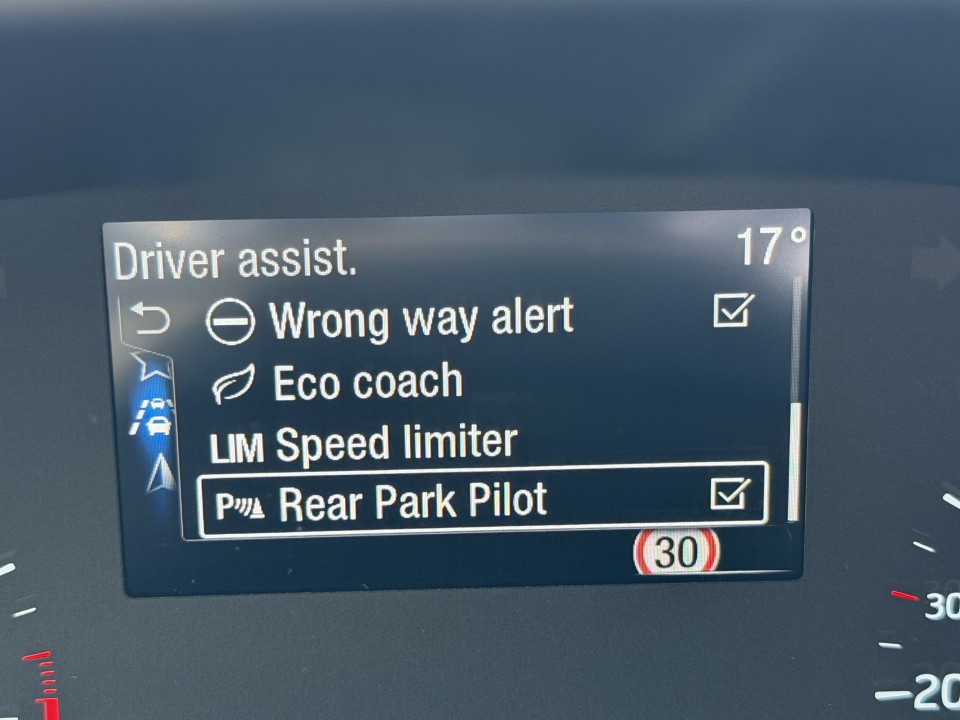 Driver assist. 17°
Wrong way alert
Eco coach
LIM Speed limiter
P Rear Park Pilot
30
30
20